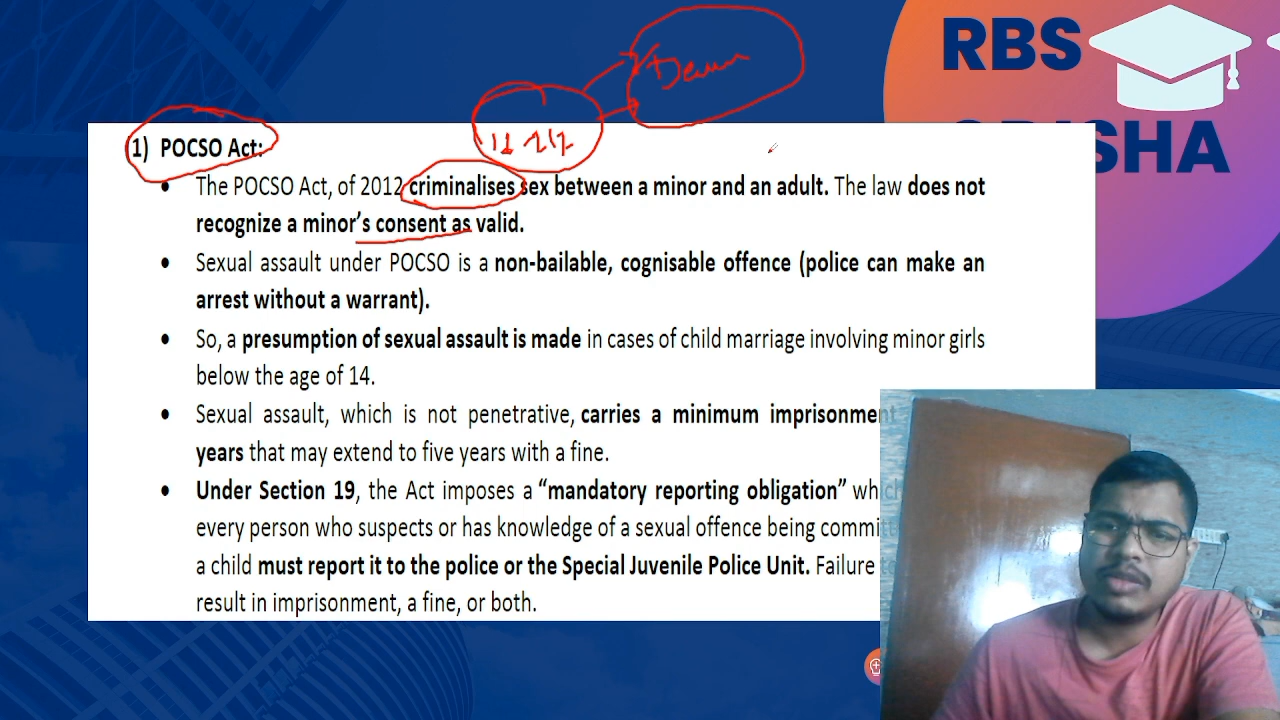 RBS
ODISHA
1) POCSO Act:
• The POCSO Act, of 2012 criminalises sex between a minor and an adult. The law does not
recognize a minor's consent as valid.
• Sexual assault under POCSO is a non-bailable, cognisable offence (police can make an
arrest without a warrant).
• So, a presumption of sexual assault is made in cases of child marriage involving minor girls
below the age of 14.
• Sexual assault, which is not penetrative, carries a minimum imprisonment
years that may extend to five years with a fine.
• Under Section 19, the Act imposes a “mandatory reporting obligation” whi
every person who suspects or has knowledge of a sexual offence being committ
a child must report it to the police or the Special Juvenile Police Unit. Failure
result in imprisonment, a fine, or both.